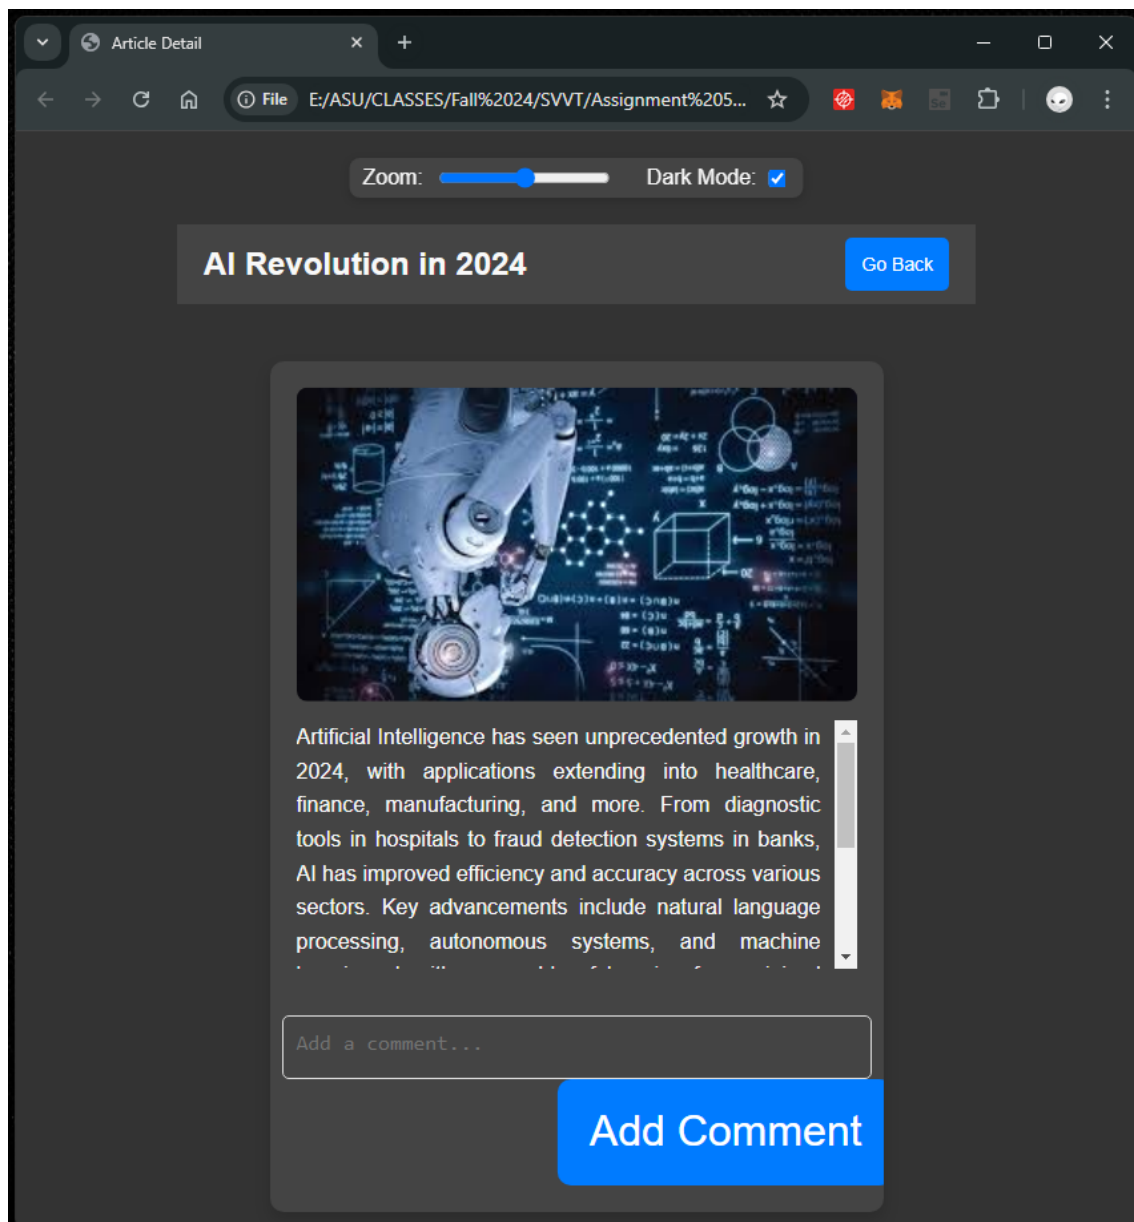 Article Detail
File E:/ASU/CLASSES/Fall%2024/SVVT/Assignment%205...
Zoom: Dark Mode:
AI Revolution in 2024
Go Back
Artificial Intelligence has seen unprecedented growth in
2024, with applications extending into healthcare,
finance, manufacturing, and more. From diagnostic
tools in hospitals to fraud detection systems in banks,
AI has improved efficiency and accuracy across various
sectors. Key advancements include natural language
processing, autonomous systems, and machine
Add a comment...
Add Comment